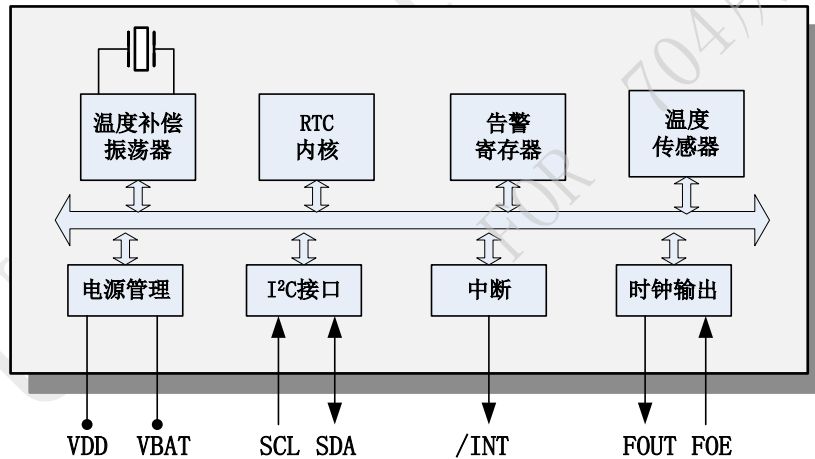 温度补偿
振荡器
RTC
内核
告警
寄存器
温度
传感器
电源管理
I²C接口
中断
时钟输出
VDD VBAT SCL SDA /INT FOUT FOE
FOR
704